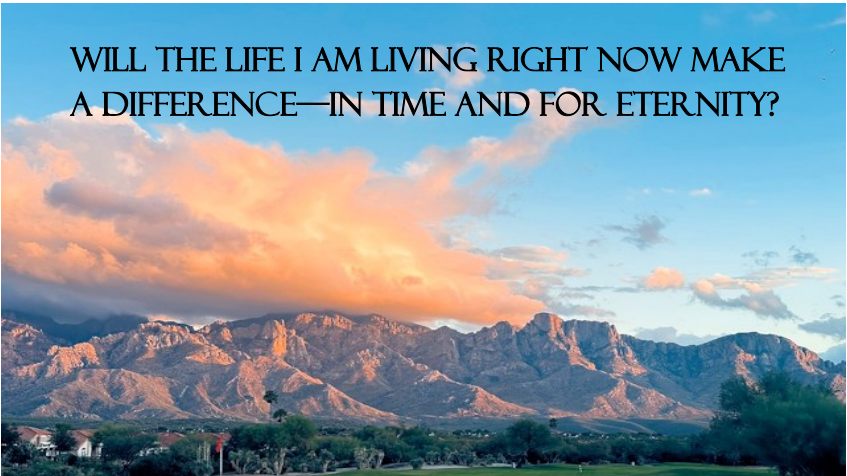 WILL THE LIFE I AM LIVING RIGHT NOW MAKE
A DIFFERENCE—IN TIME AND FOR ETERNITY?